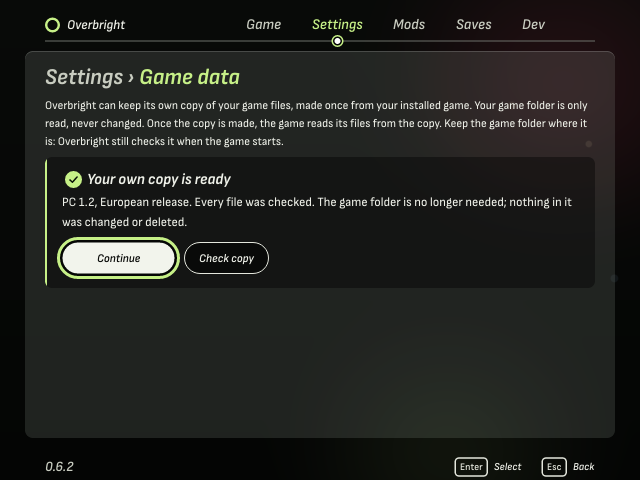 Overbright
Game
Settings
Mods
Saves
Dev
Settings › Game data
Overbright can keep its own copy of your game files, made once from your installed game. Your game folder is only
read, never changed. Once the copy is made, the game reads its files from the copy. Keep the game folder where it
is: Overbright still checks it when the game starts.
Your own copy is ready
PC 1.2, European release. Every file was checked. The game folder is no longer needed; nothing in it
was changed or deleted.
Continue
Check copy
0.6.2
Enter Select
Esc Back